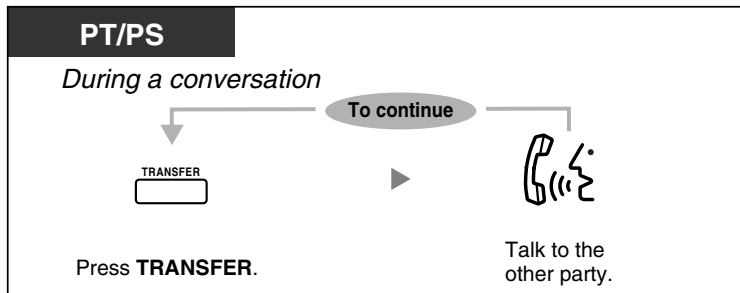 PT/PS
During a conversation
To continue
TRANSFER
Press TRANSFER.
Talk to the
other party.